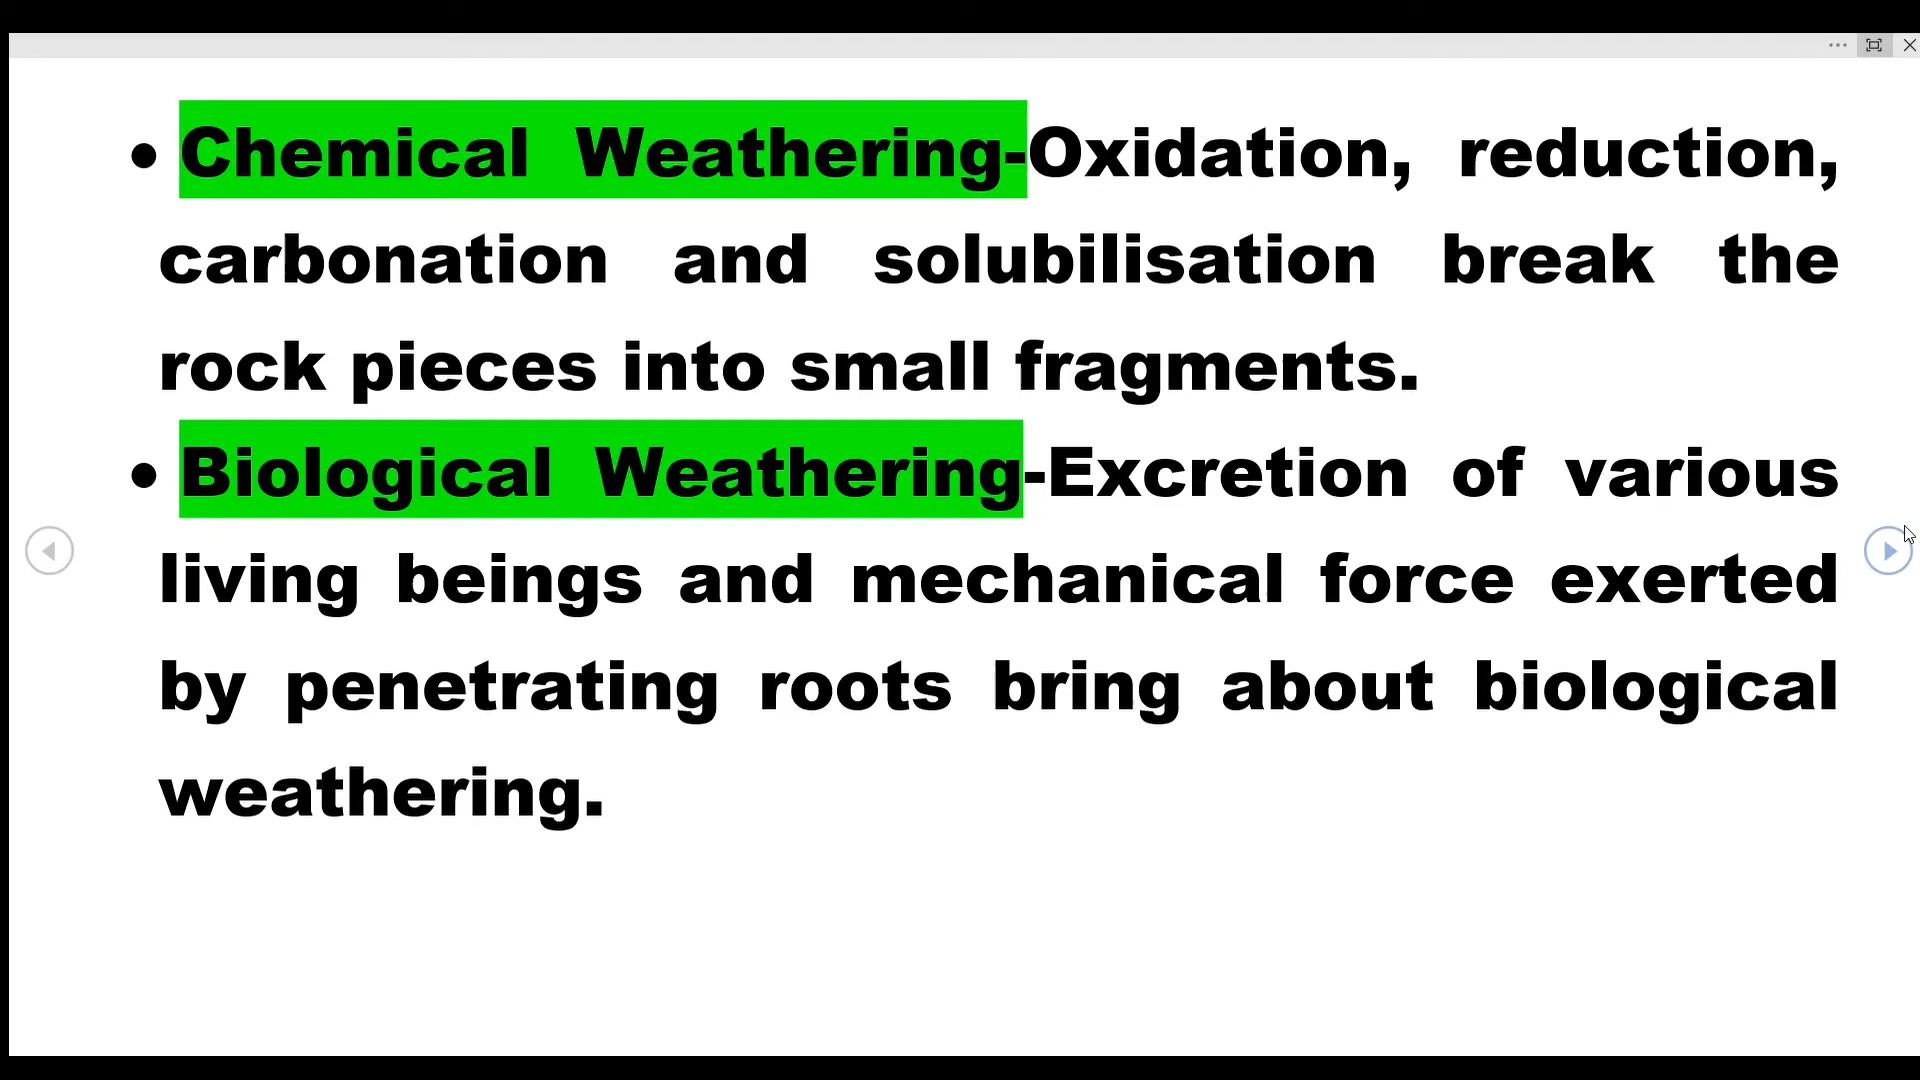 • Chemical Weathering-Oxidation, reduction,
carbonation and solubilisation break the
rock pieces into small fragments.
• Biological Weathering-Excretion of various
living beings and mechanical force exerted
by penetrating roots bring about biological
weathering.